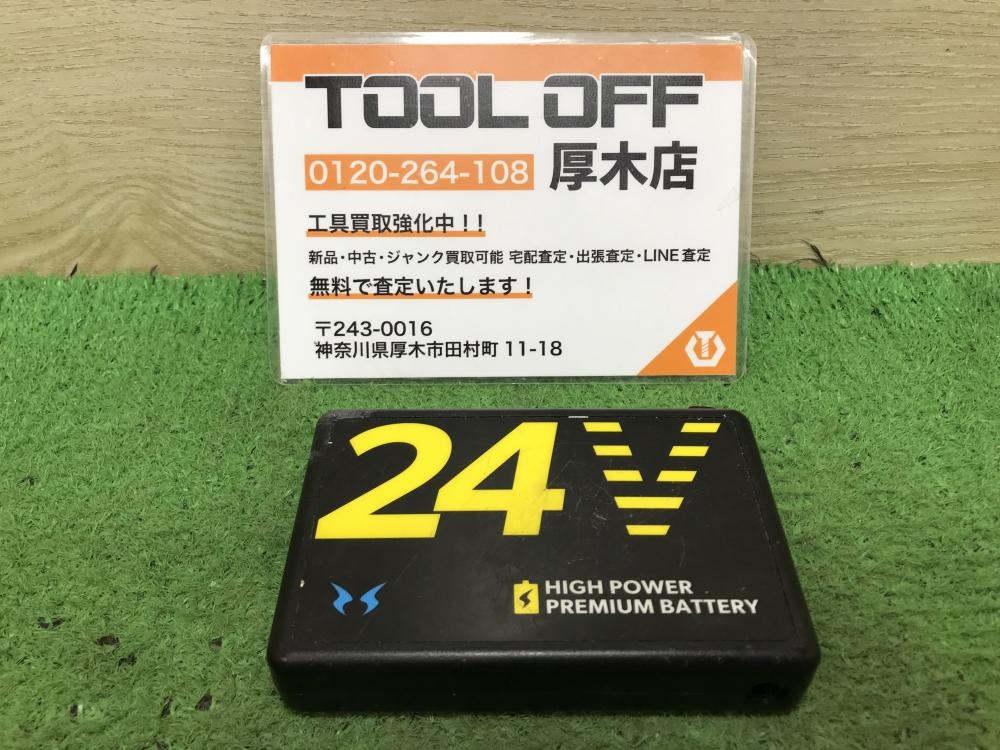 TOOL OFF
0120-264-108 厚木店
工具買取強化中！！
新品・中古・ジャンク買取可能 宅配査定・出張査定・LINE査定
無料で査定いたします！
〒243-0016
神奈川県厚木市田村町 11-18
24V
HIGH POWER
PREMIUM BATTERY